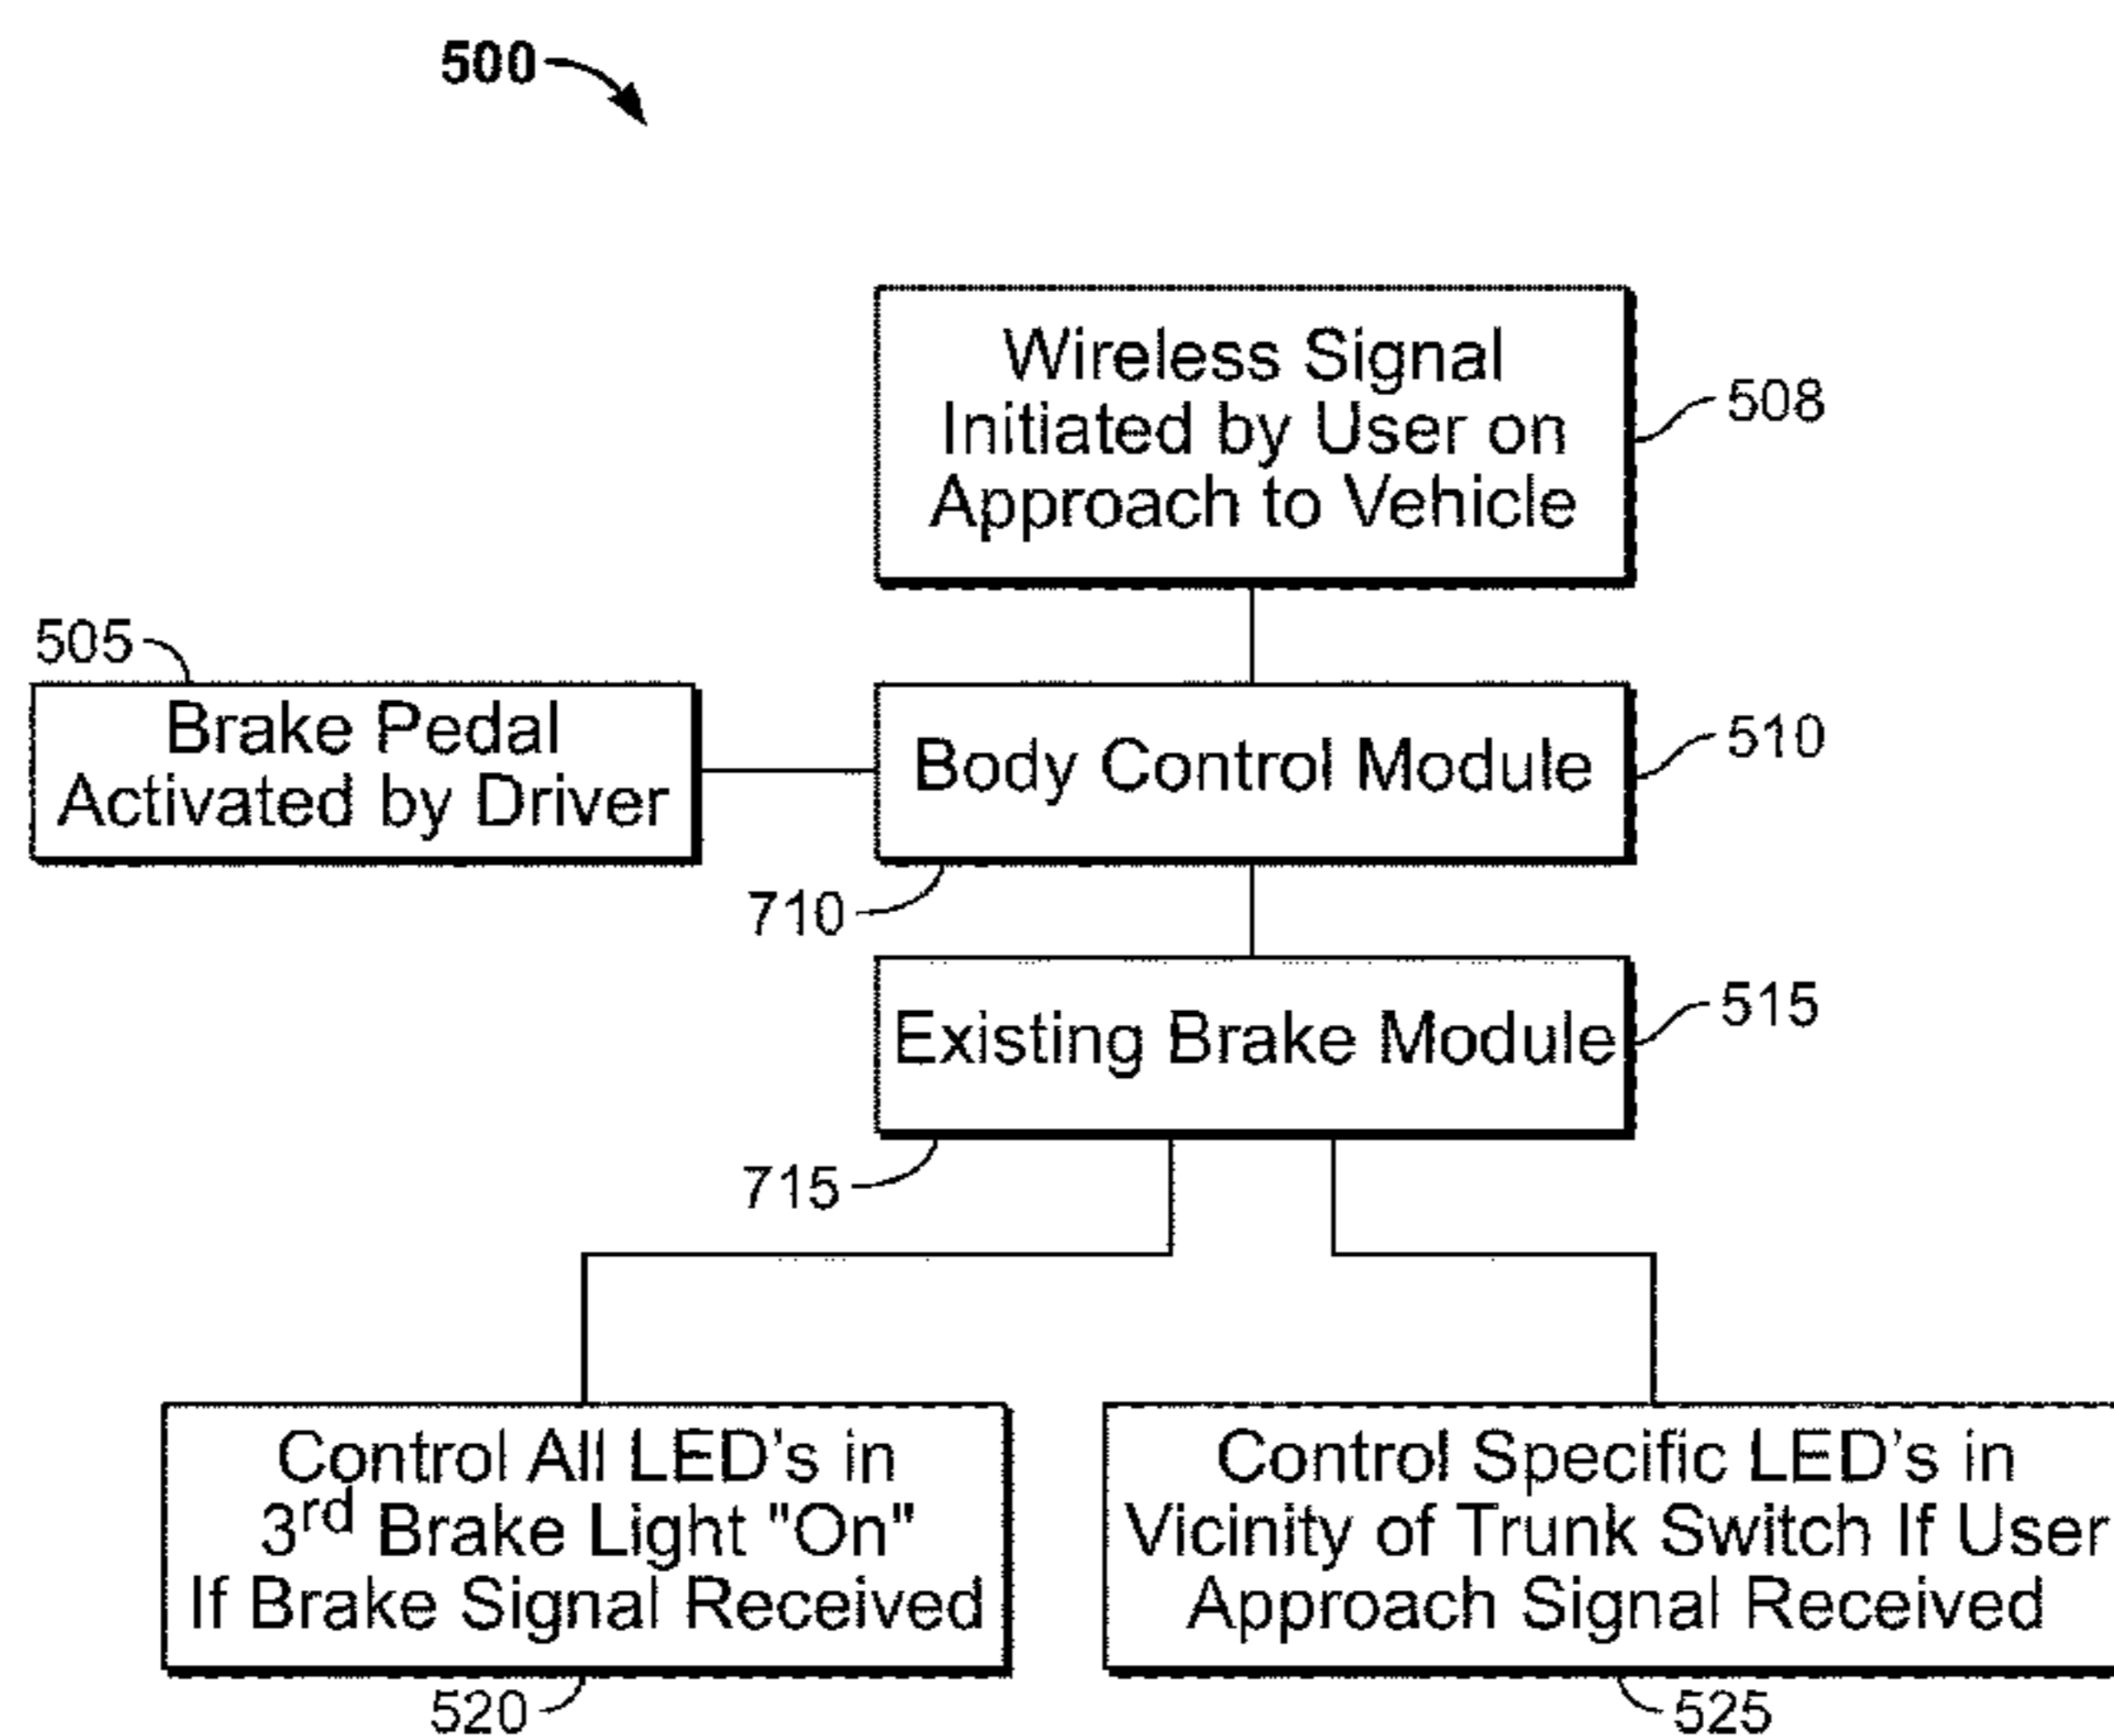 500
Wireless Signal
Initiated by User on
Approach to Vehicle
508
505
Brake Pedal
Activated by Driver
Body Control Module
510
710
Existing Brake Module
515
715
Control All LED's in
3rd Brake Light "On"
If Brake Signal Received
520
Control Specific LED's in
Vicinity of Trunk Switch If User
Approach Signal Received
525